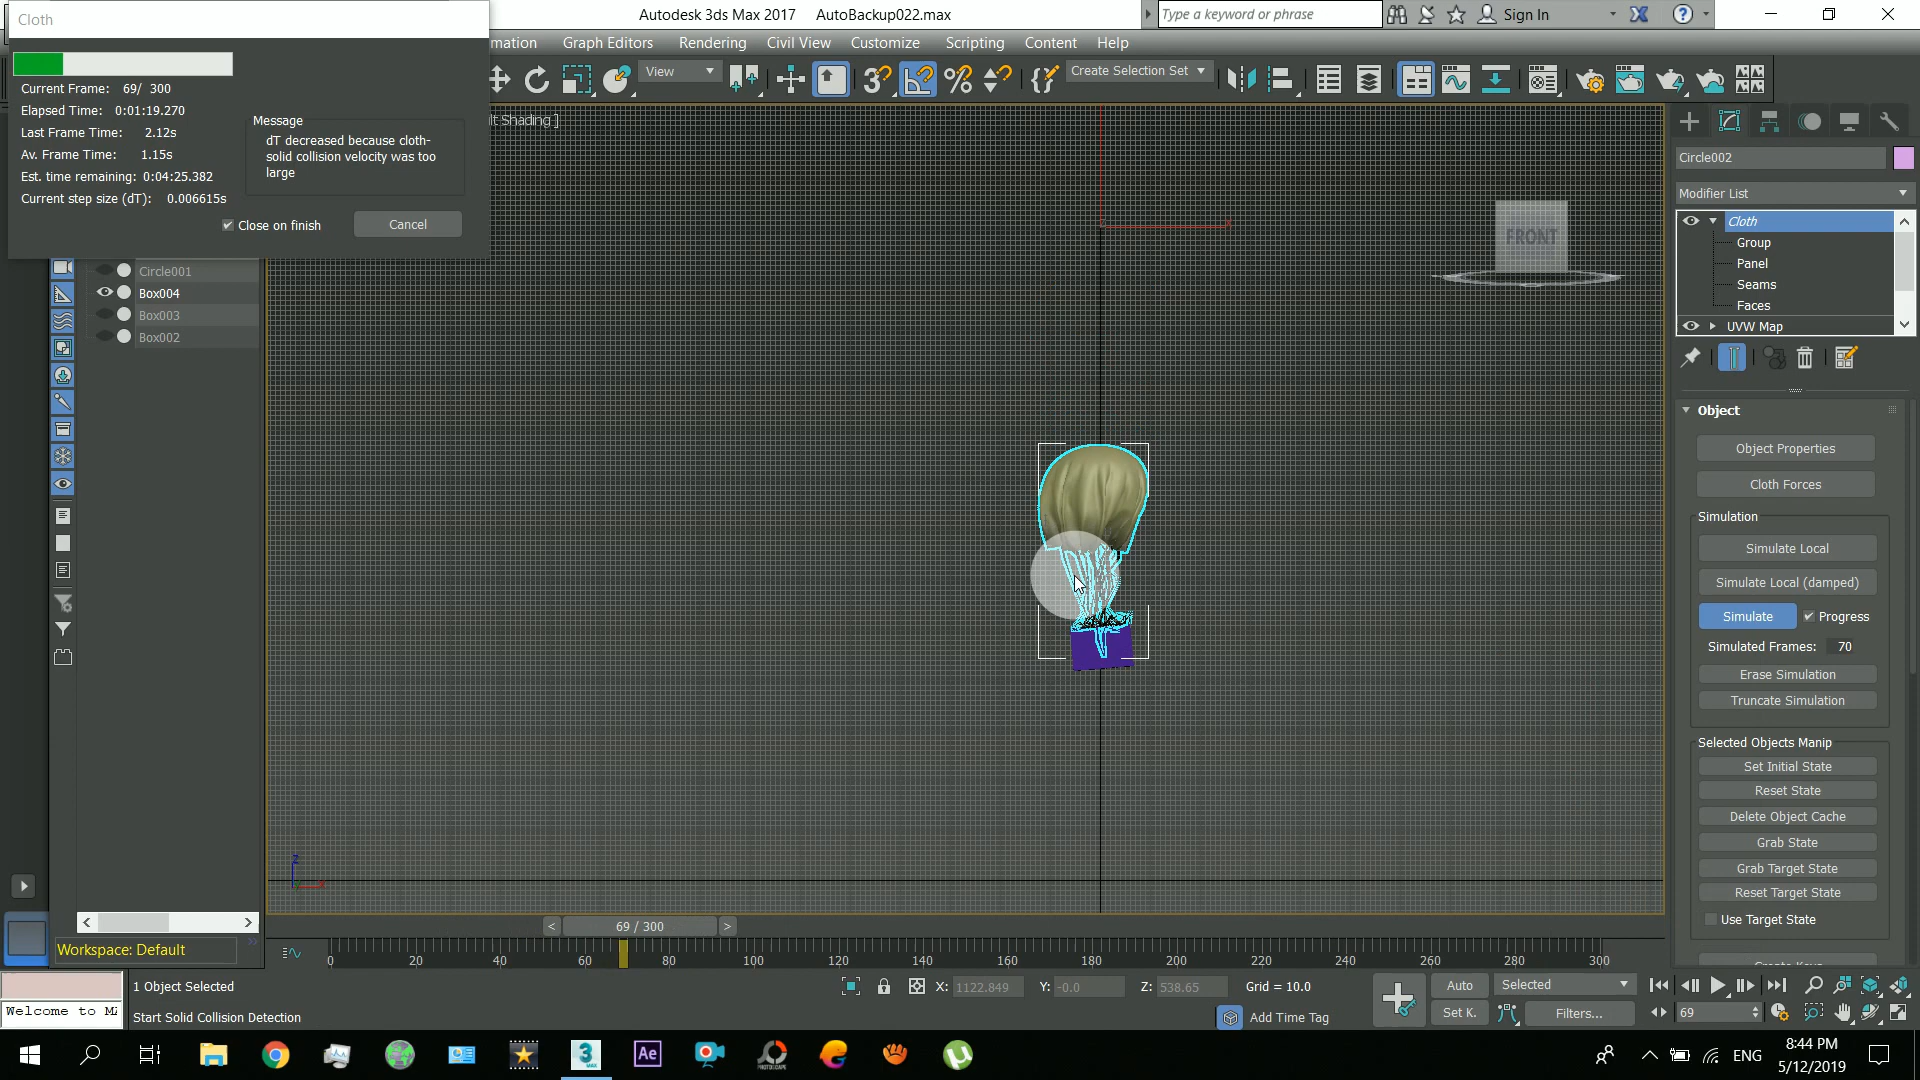 Cloth
Autodesk 3ds Max 2017 AutoBackup022.max
Type a keyword or phrase
Sign In
Current Frame: 69/ 300
Elapsed Time: 0:01:19.270
Last Frame Time: 2.12s
Av. Frame Time: 1.15s
Est. time remaining: 0:04:25.382
Current step size (dT): 0.006615s
Message
dT decreased because cloth-
solid collision velocity was too
large
Close on finish
Cancel
mation Graph Editors Rendering Civil View Customize Scripting Content Help
View
Create Selection Set
lt Shading ]
FRONT
Circle001
Box004
Box003
Box002
Circle002
Modifier List
Cloth
Group
Panel
Seams
Faces
UVW Map
Object
Object Properties
Cloth Forces
Simulation
Simulate Local
Simulate Local (damped)
Simulate Progress
Simulated Frames: 70
Erase Simulation
Truncate Simulation
Selected Objects Manip
Set Initial State
Reset State
Delete Object Cache
Grab State
Grab Target State
Reset Target State
Use Target State
z
x
Workspace: Default
< 69 / 300 >
0 20 40 60 80 100 120 140 160 180 200 220 240 260 280 300
1 Object Selected
Start Solid Collision Detection
Welcome to M
X: 1122.849 Y: -0.0 Z: 538.65 Grid = 10.0
Add Time Tag
Auto
Selected
Set K.
Filters...
69
ENG
8:44 PM
5/12/2019
3
MAX
Ae
PHOTOSCAPE